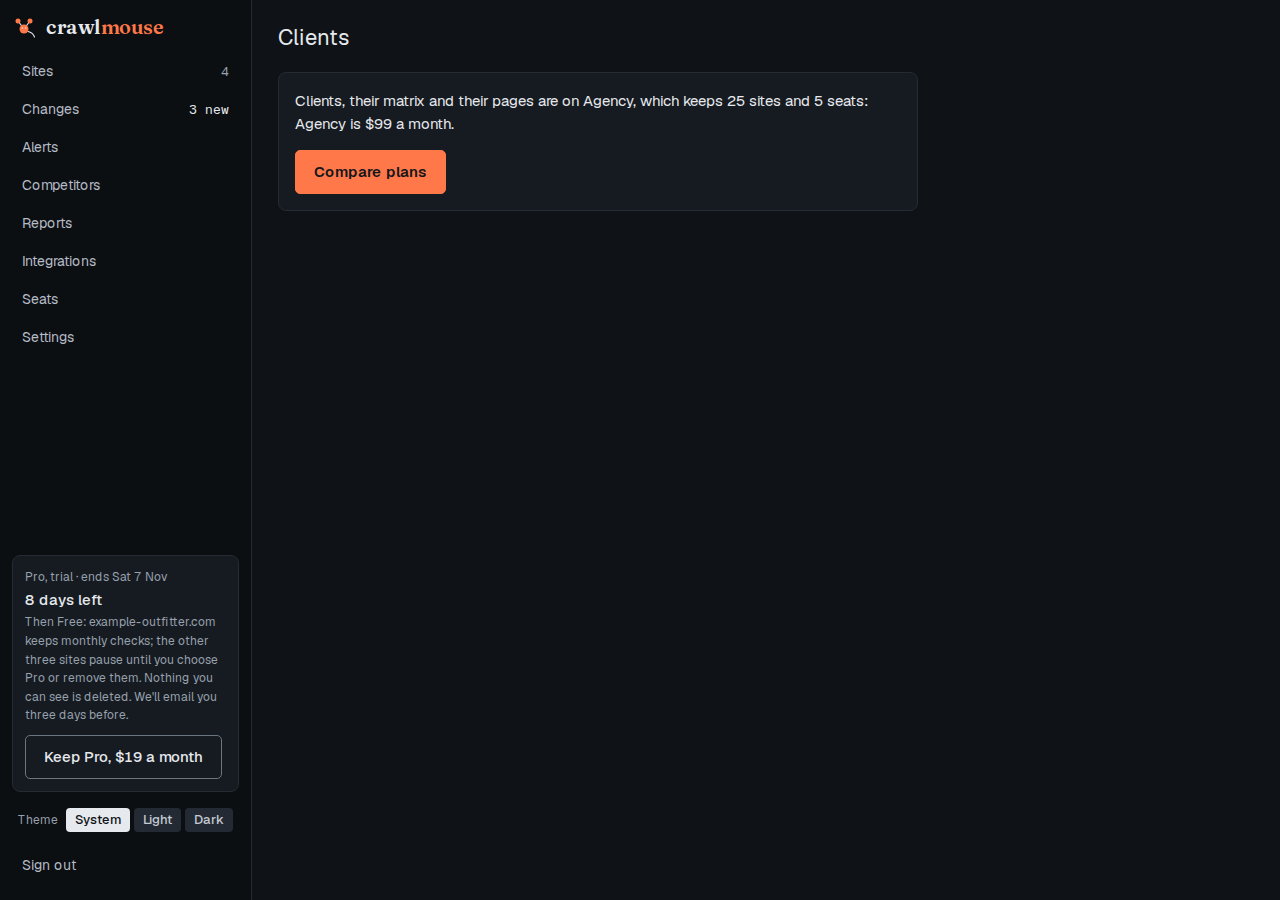 crawlmouse
Sites 4
Changes 3 new
Alerts
Competitors
Reports
Integrations
Seats
Settings
Pro, trial · ends Sat 7 Nov
8 days left
Then Free: example-outfitter.com
keeps monthly checks; the other
three sites pause until you choose
Pro or remove them. Nothing you
can see is deleted. We'll email you
three days before.
Keep Pro, $19 a month
Theme System Light Dark
Sign out
Clients
Clients, their matrix and their pages are on Agency, which keeps 25 sites and 5 seats:
Agency is $99 a month.
Compare plans